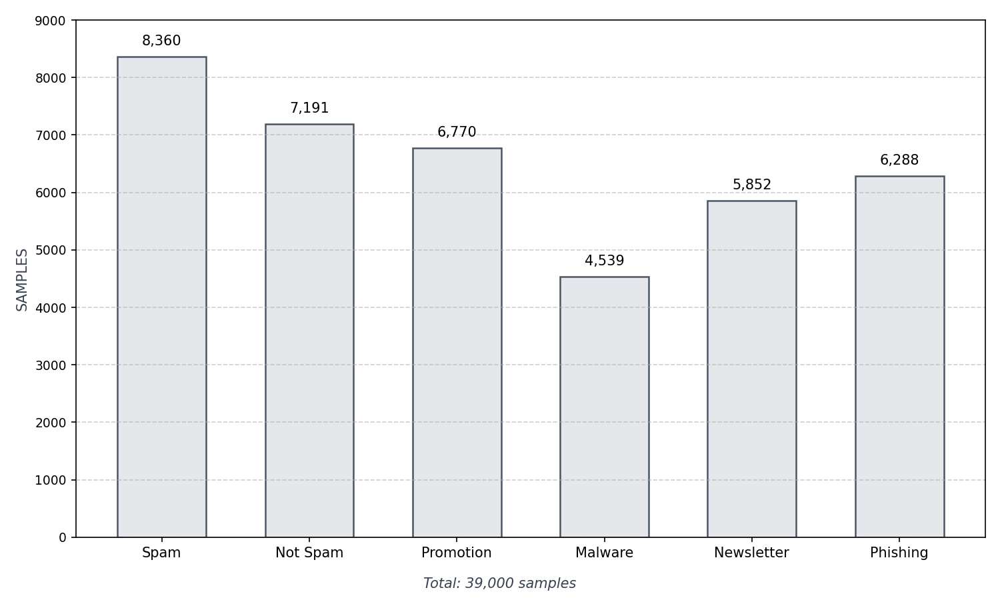 9000
8000
7000
6000
5000
4000
3000
2000
1000
0
SAMPLES
8,360
7,191
6,770
4,539
5,852
6,288
Spam
Not Spam
Promotion
Malware
Newsletter
Phishing
Total: 39,000 samples